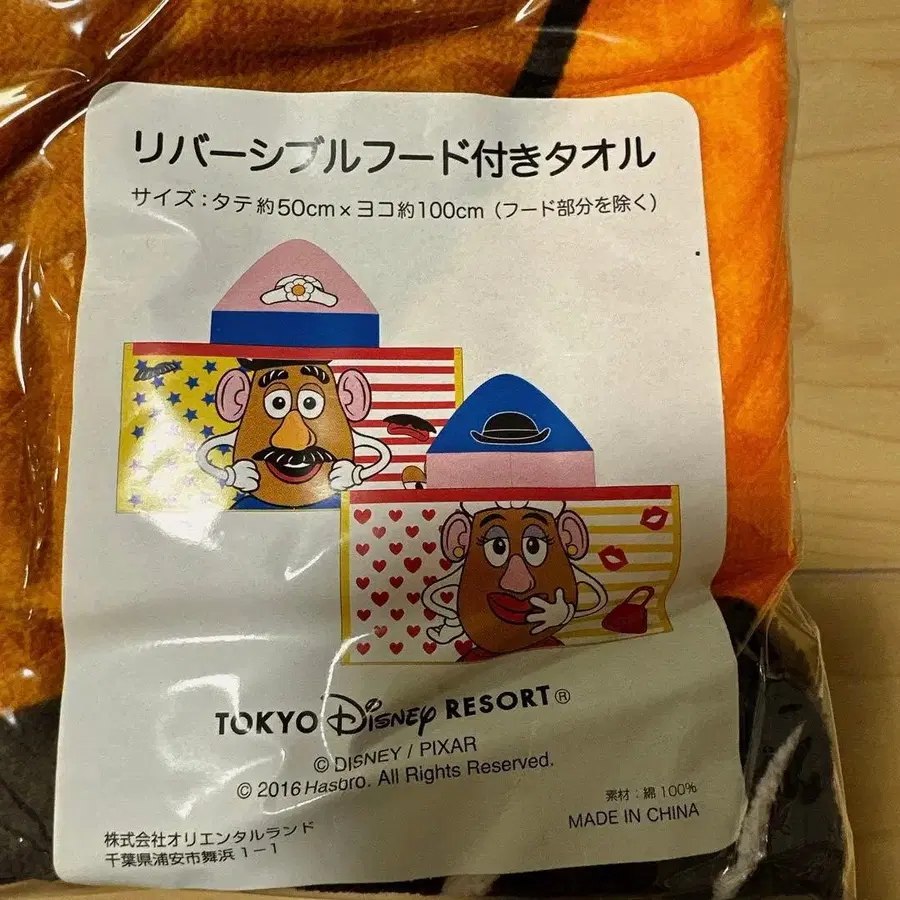 リバーシブルフード付きタオル
サイズ：タテ 約50cm × ヨコ 約100cm（フード部分を除く）
TOKYO Disney RESORT®
© DISNEY / PIXAR
© 2016 Hasbro. All Rights Reserved.
素材：綿 100%
MADE IN CHINA
株式会社オリエンタルランド
千葉県浦安市舞浜 1－1